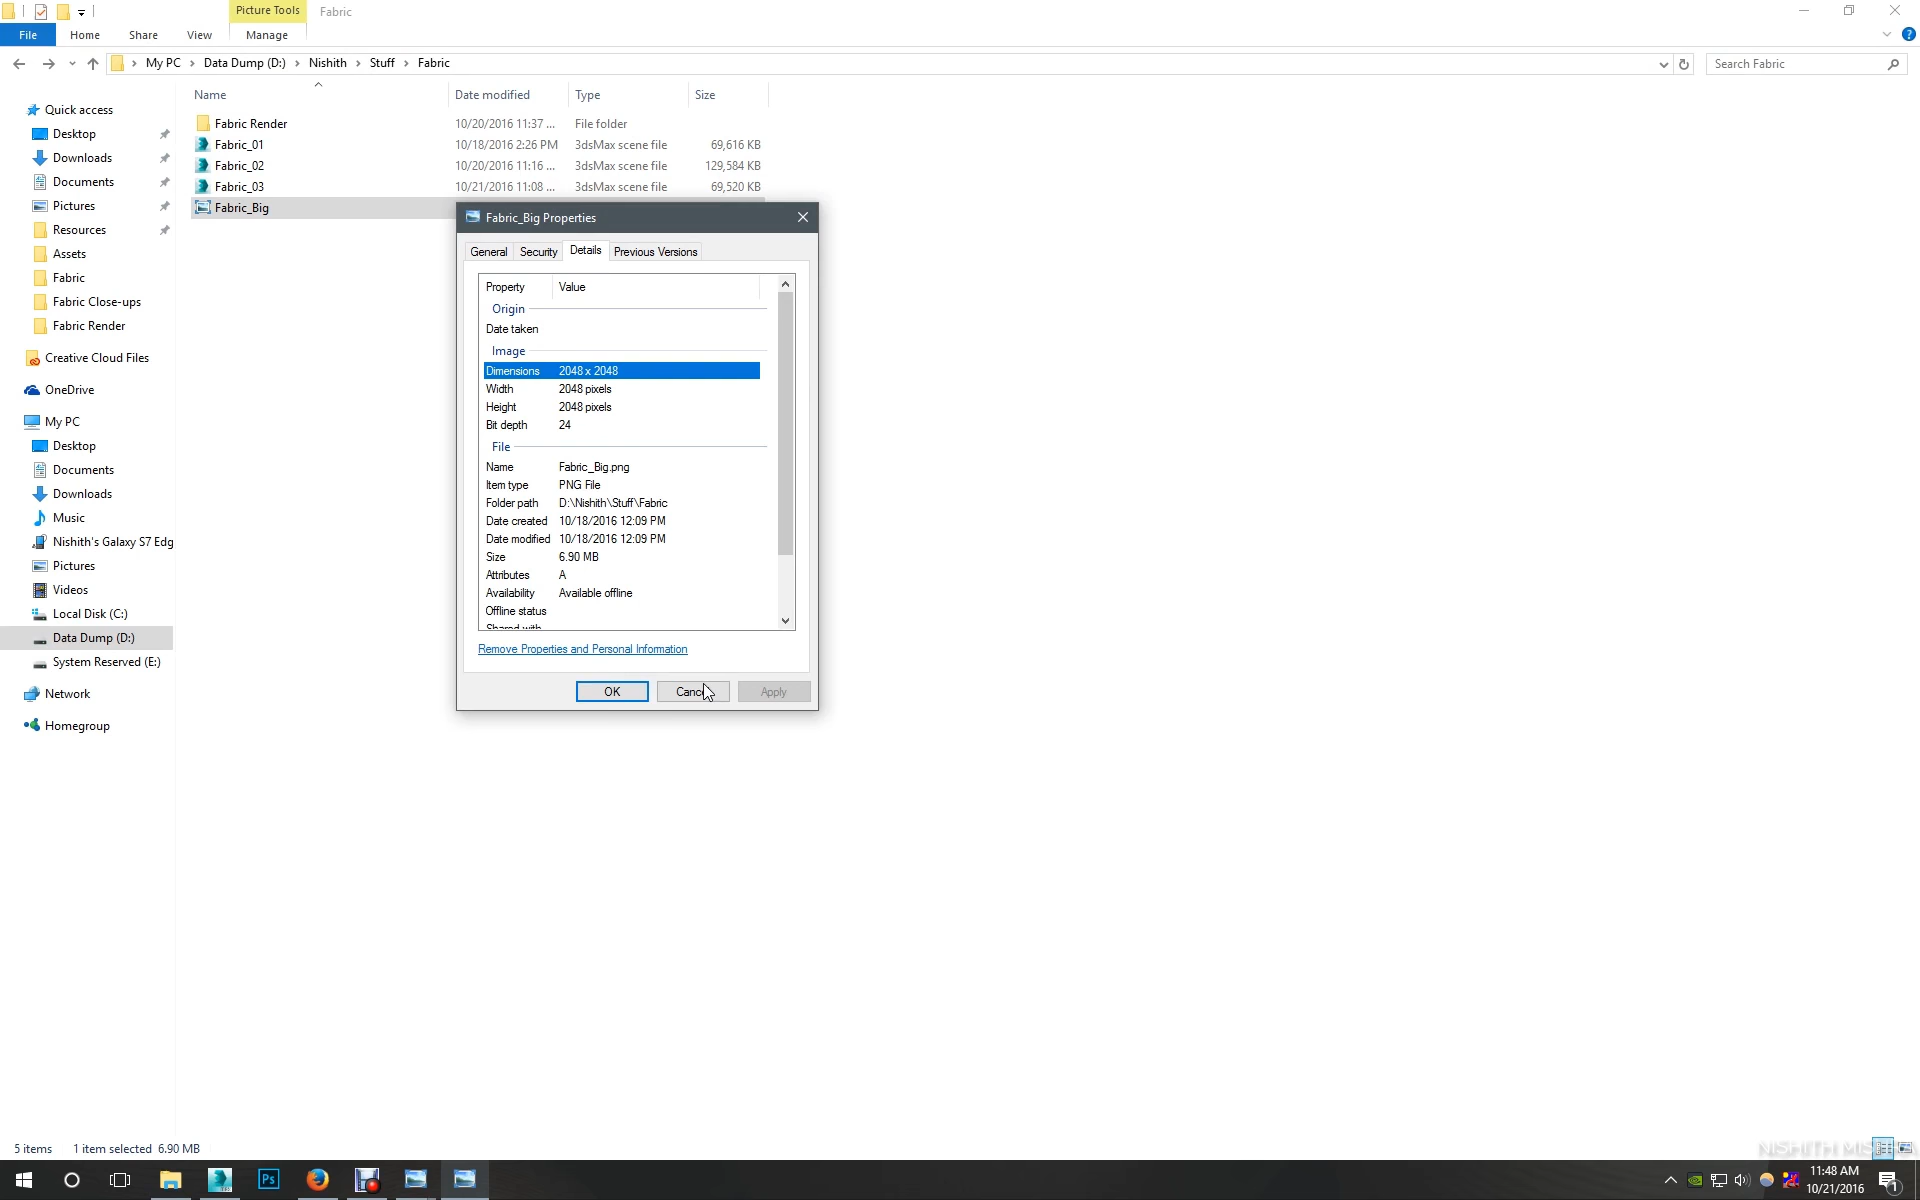 Picture Tools
Fabric
File
Home
Share
View
Manage
My PC
Data Dump (D:)
Nishith
Stuff
Fabric
Search Fabric
Name
Date modified
Type
Size
Quick access
Desktop
Downloads
Documents
Pictures
Resources
Assets
Fabric
Fabric Close-ups
Fabric Render
Creative Cloud Files
OneDrive
My PC
Desktop
Documents
Downloads
Music
Nishith's Galaxy S7 Edg
Pictures
Videos
Local Disk (C:)
Data Dump (D:)
System Reserved (E:)
Network
Homegroup
Fabric Render 10/20/2016 11:37 ... File folder
Fabric_01 10/18/2016 2:26 PM 3dsMax scene file 69,616 KB
Fabric_02 10/20/2016 11:16 ... 3dsMax scene file 129,584 KB
Fabric_03 10/21/2016 11:08 ... 3dsMax scene file 69,520 KB
Fabric_Big
Fabric_Big Properties
General
Security
Details
Previous Versions
Property Value
Origin
Date taken
Image
Dimensions 2048 x 2048
Width 2048 pixels
Height 2048 pixels
Bit depth 24
File
Name Fabric_Big.png
Item type PNG File
Folder path D:\Nishith\Stuff\Fabric
Date created 10/18/2016 12:09 PM
Date modified 10/18/2016 12:09 PM
Size 6.90 MB
Attributes A
Availability Available offline
Offline status
Shared with
Remove Properties and Personal Information
OK
Apply
5 items 1 item selected 6.90 MB
NISHITH
Ps
11:48 AM
10/21/2016
1